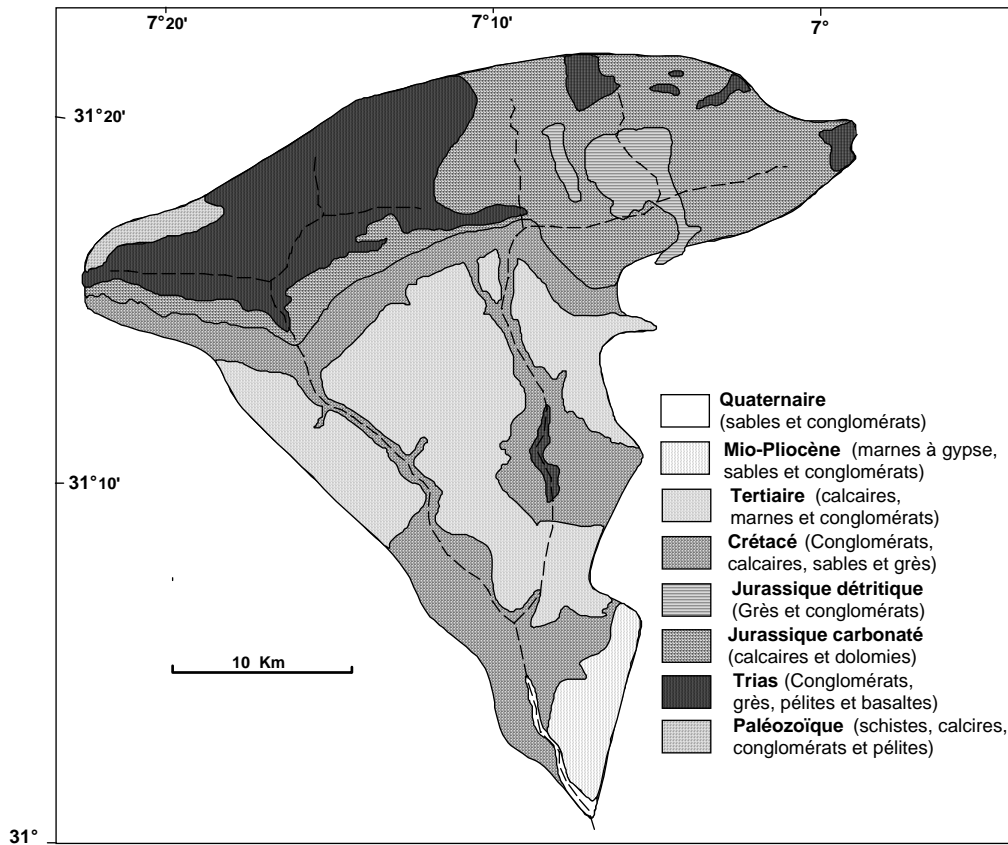 7°20' 7°10' 7°
31°20'
31°10'
31°
10 Km
Quaternaire
(sables et conglomérats)
Mio-Pliocène (marnes à gypse,
sables et conglomérats)
Tertiaire (calcaires,
marnes et conglomérats)
Crétacé (Conglomérats,
calcaires, sables et grès)
Jurassique détritique
(Grès et conglomérats)
Jurassique carbonaté
(calcaires et dolomies)
Trias (Conglomérats,
grès, pélites et basaltes)
Paléozoïque (schistes, calcires,
conglomérats et pélites)